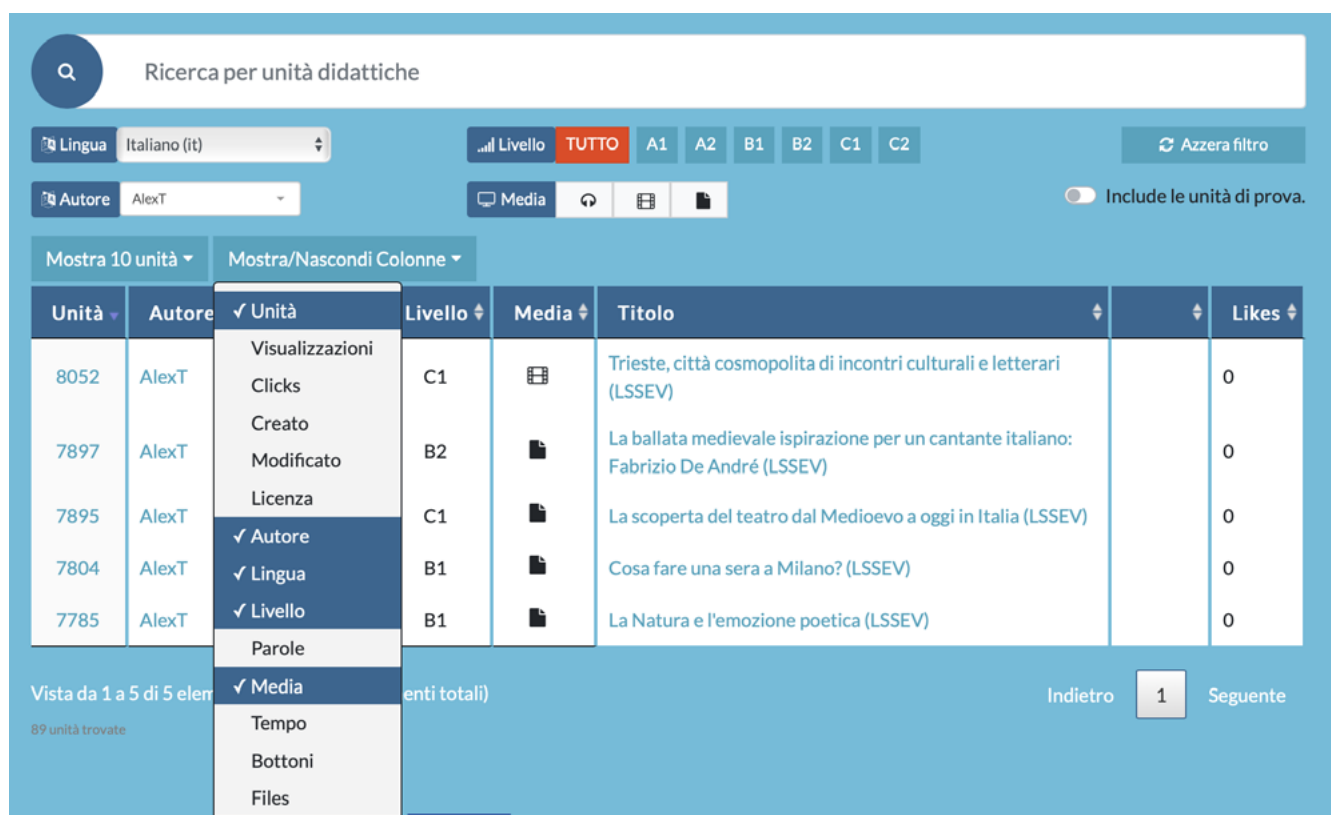 Ricerca per unità didattiche
Lingua Italiano (it) Livello TUTTO A1 A2 B1 B2 C1 C2 Azzera filtro
Autore AlexT Media Include le unità di prova.
Mostra 10 unità Mostra/Nascondi Colonne
Unità Autore Livello Media Titolo Likes
8052 AlexT C1 Trieste, città cosmopolita di incontri culturali e letterari
(LSSEV) 0
7897 AlexT B2 La ballata medievale ispirazione per un cantante italiano:
Fabrizio De André (LSSEV) 0
7895 AlexT C1 La scoperta del teatro dal Medioevo a oggi in Italia (LSSEV) 0
7804 AlexT B1 Cosa fare una sera a Milano? (LSSEV) 0
7785 AlexT B1 La Natura e l'emozione poetica (LSSEV) 0
✓ Unità
Visualizzazioni
Clicks
Creato
Modificato
Licenza
✓ Autore
✓ Lingua
✓ Livello
Parole
✓ Media
Tempo
Bottoni
Files
Vista da 1 a 5 di 5 elem enti totali) Indietro 1 Seguente
89 unità trovate